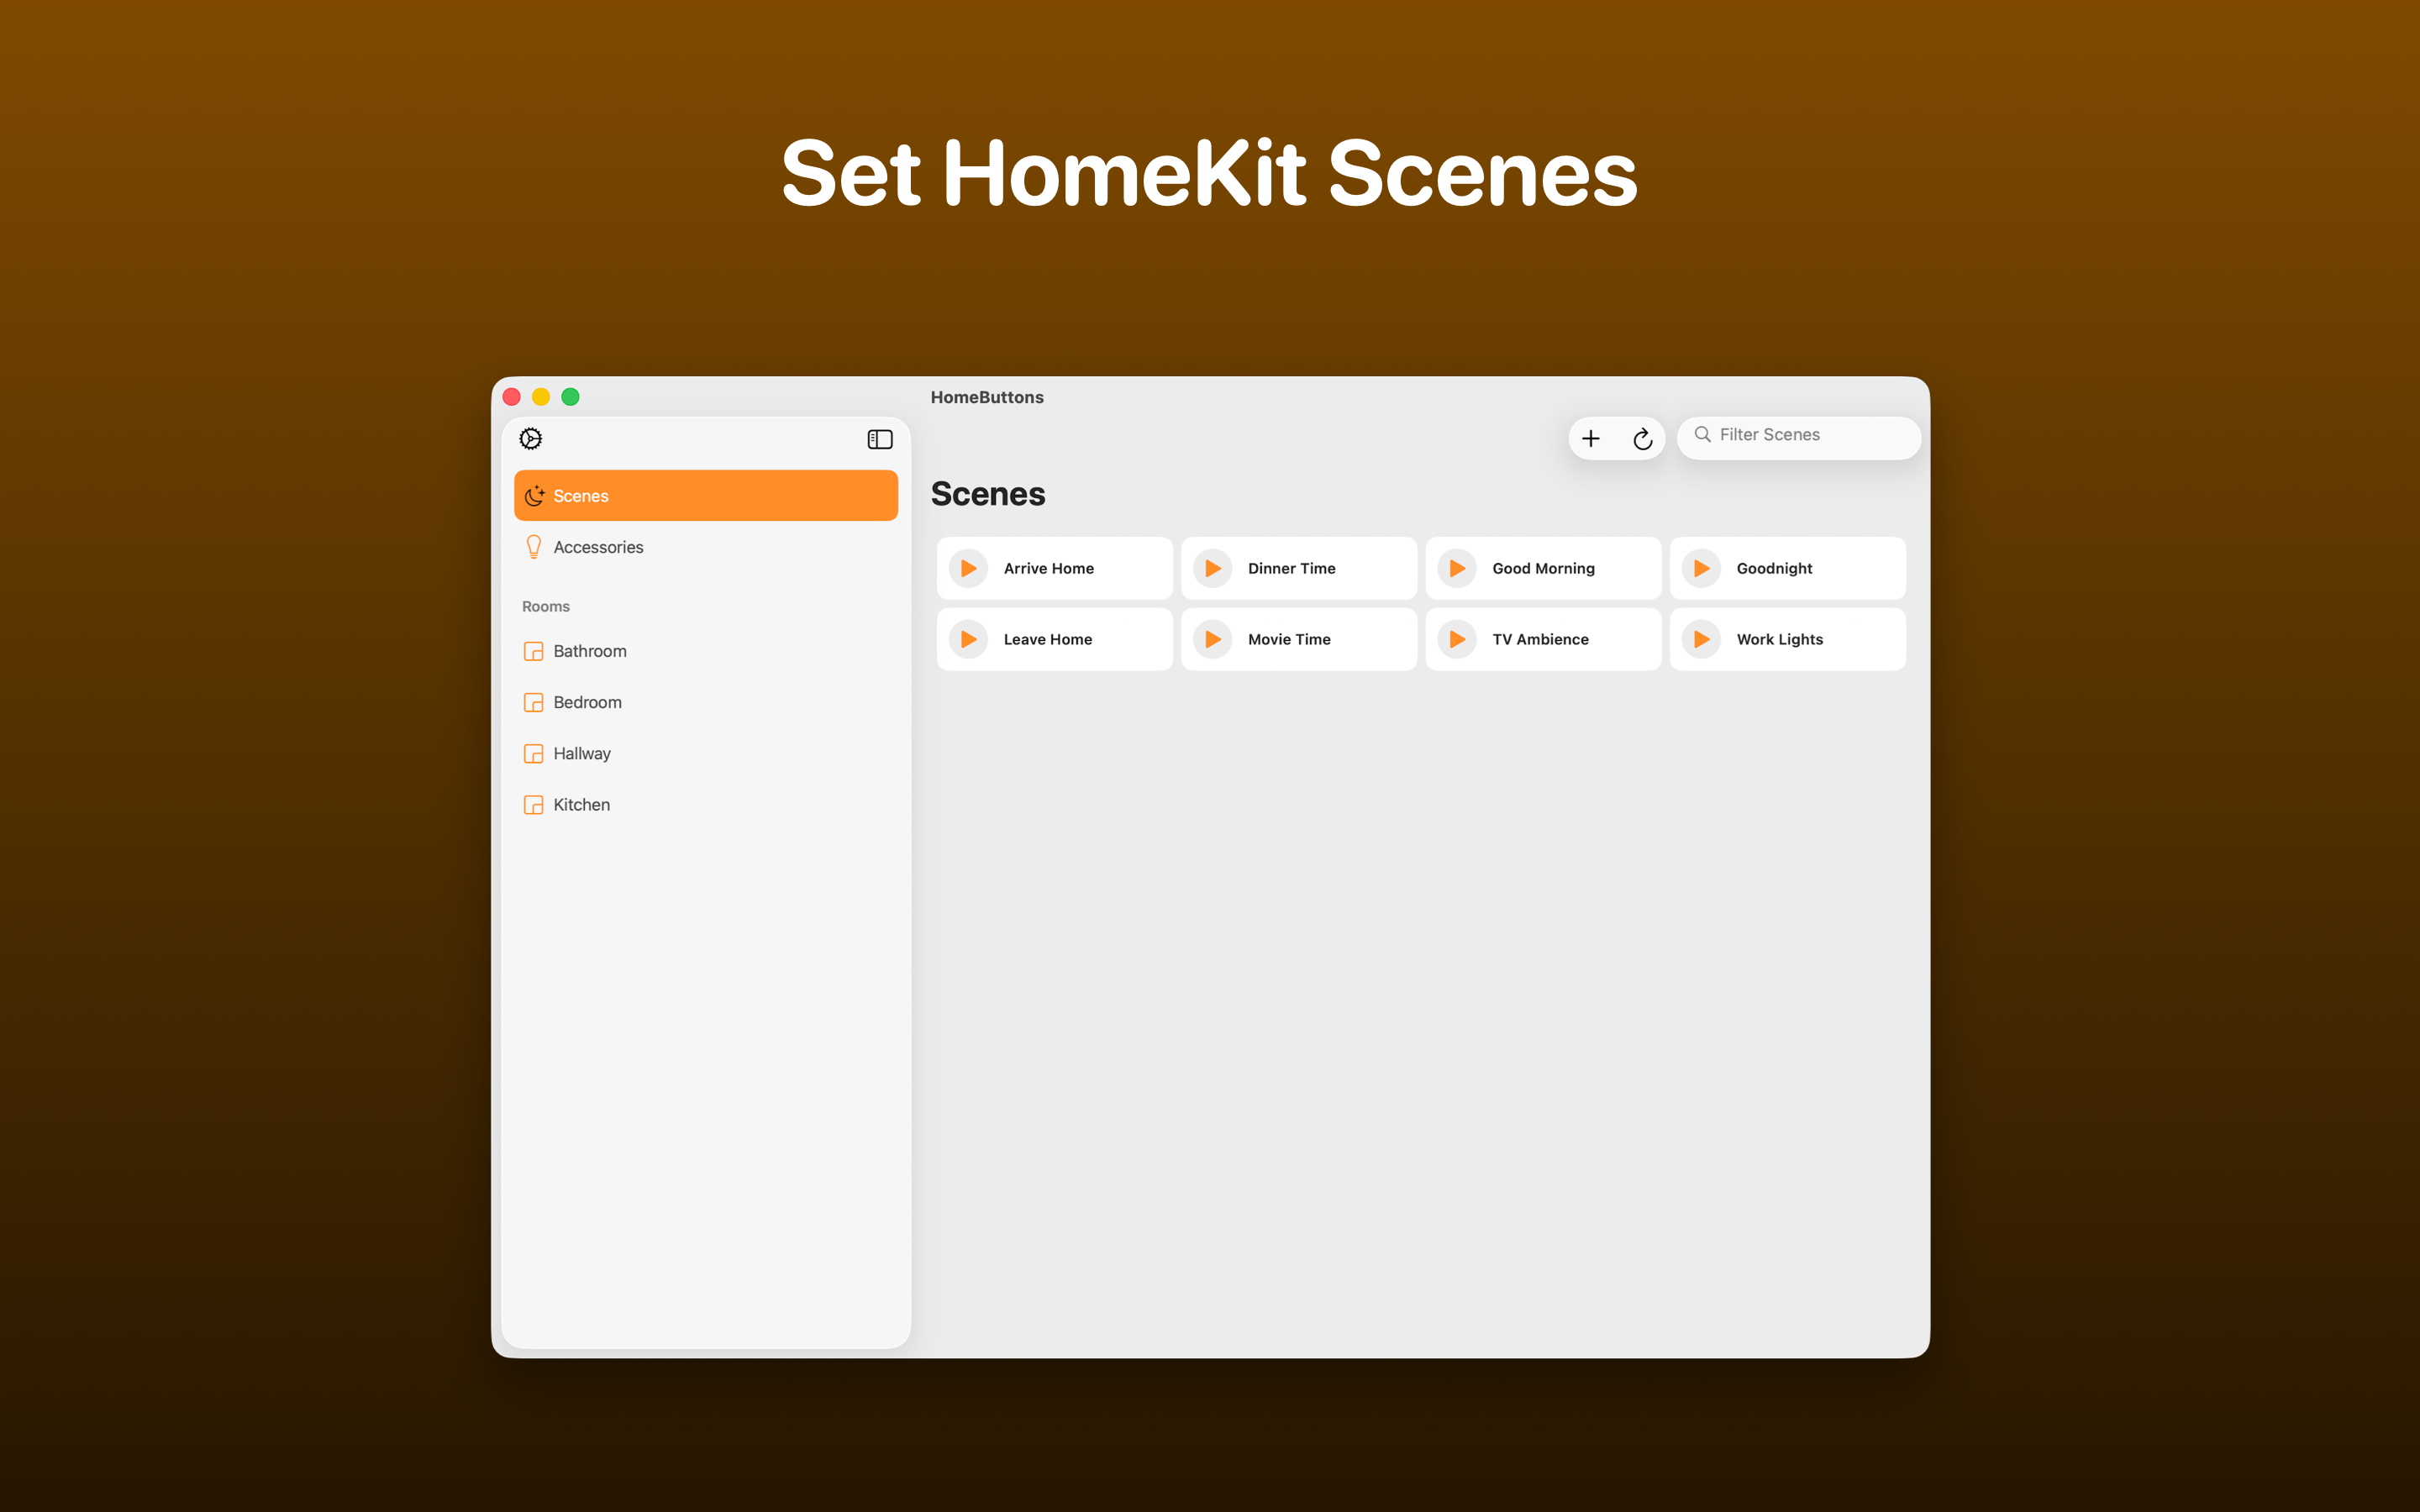 Set HomeKit Scenes
HomeButtons
Filter Scenes
Scenes
Accessories
Rooms
Bathroom
Bedroom
Hallway
Kitchen
Scenes
Arrive Home
Dinner Time
Good Morning
Goodnight
Leave Home
Movie Time
TV Ambience
Work Lights